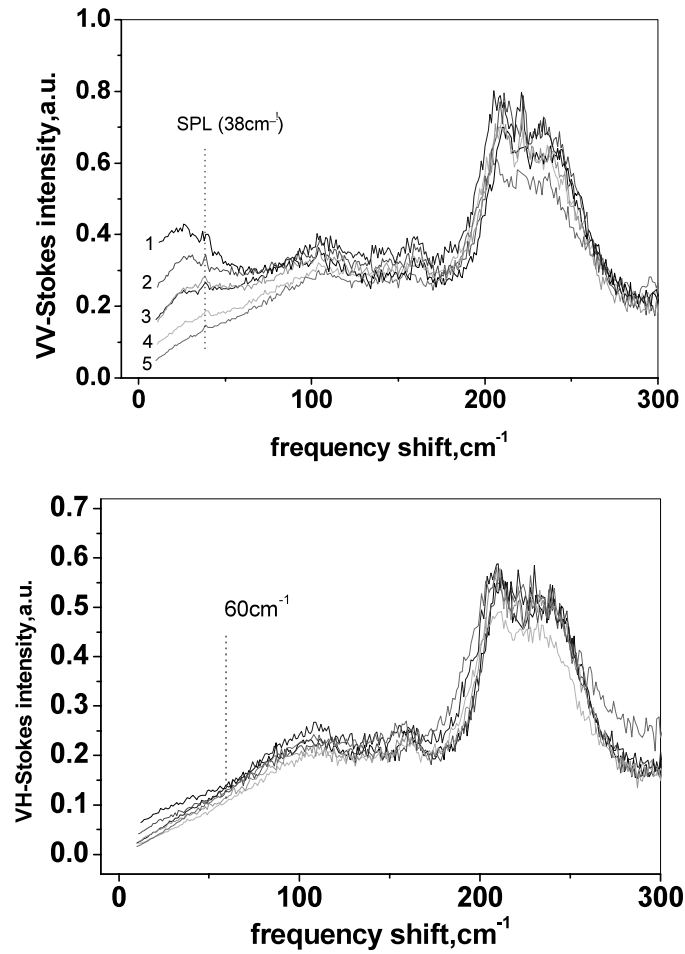 1.0
0.8
0.6
0.4
0.2
0.0
VV-Stokes intensity,a.u.
SPL (38cm⁻¹)
1
2
3
4
5
0 100 200 300
frequency shift,cm⁻¹
0.7
0.6
0.5
0.4
0.3
0.2
0.1
0.0
VH-Stokes intensity,a.u.
60cm⁻¹
0 100 200 300
frequency shift,cm⁻¹